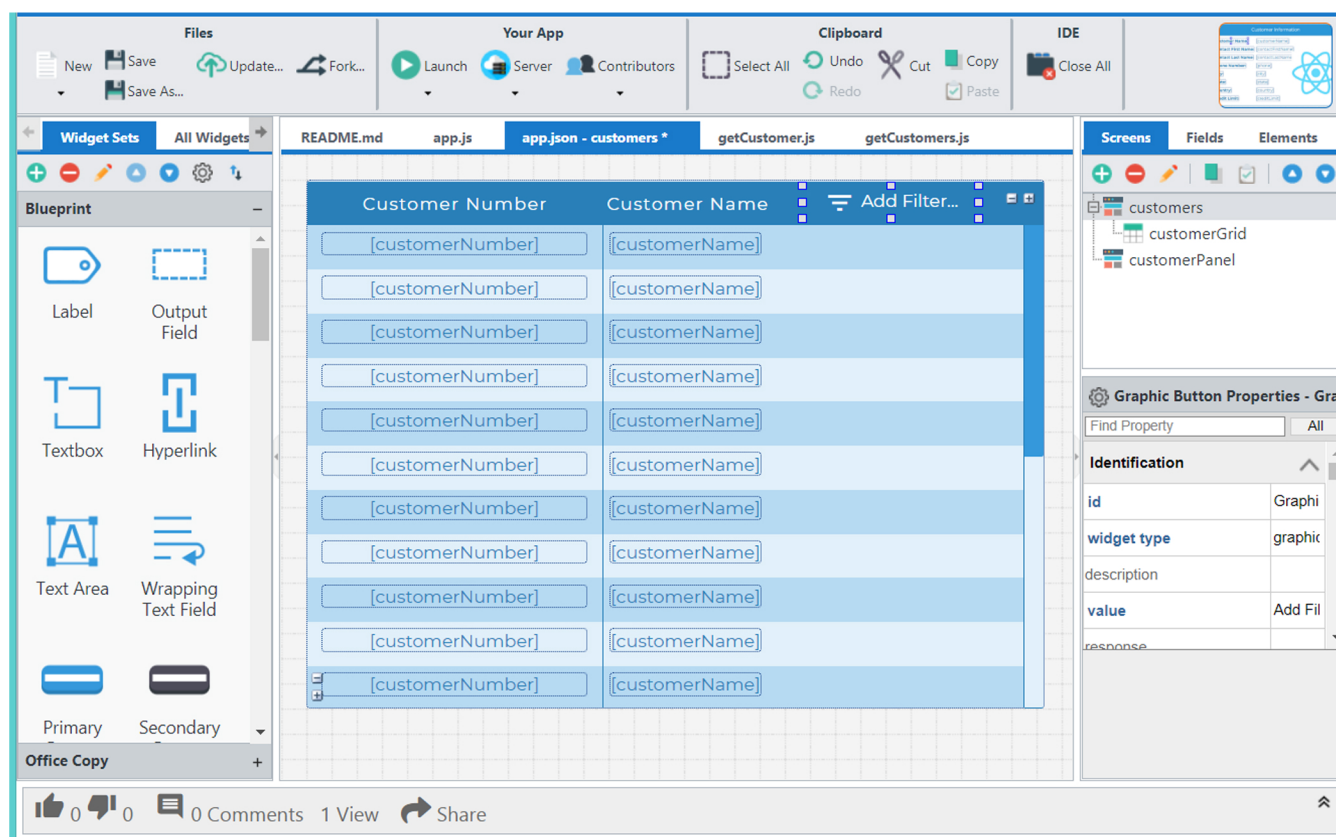 Files
Your App
Clipboard
IDE
New
Save
Save As...
Update...
Fork...
Launch
Contributors
Select All
Undo
Redo
Cut
Copy
Paste
Close All
Customer Information
Widget Sets
All Widgets
README.md
app.js
app.json - customers *
getCustomer.js
getCustomers.js
Screens
Fields
Elements
Blueprint
Label
Output
Field
Textbox
Hyperlink
Text Area
Wrapping
Text Field
Primary
Secondary
Office Copy
Customer Number
Customer Name
Add Filter...
[customerNumber] [customerName]
[customerNumber] [customerName]
[customerNumber] [customerName]
[customerNumber] [customerName]
[customerNumber] [customerName]
[customerNumber] [customerName]
[customerNumber] [customerName]
[customerNumber] [customerName]
[customerNumber] [customerName]
[customerNumber] [customerName]
[customerNumber] [customerName]
customers
customerGrid
customerPanel
Graphic Button Properties - Gra
Find Property
All
Identification
id Graphi
widget type graphic
description
value Add Fil
response
0 0 0 Comments 1 View Share